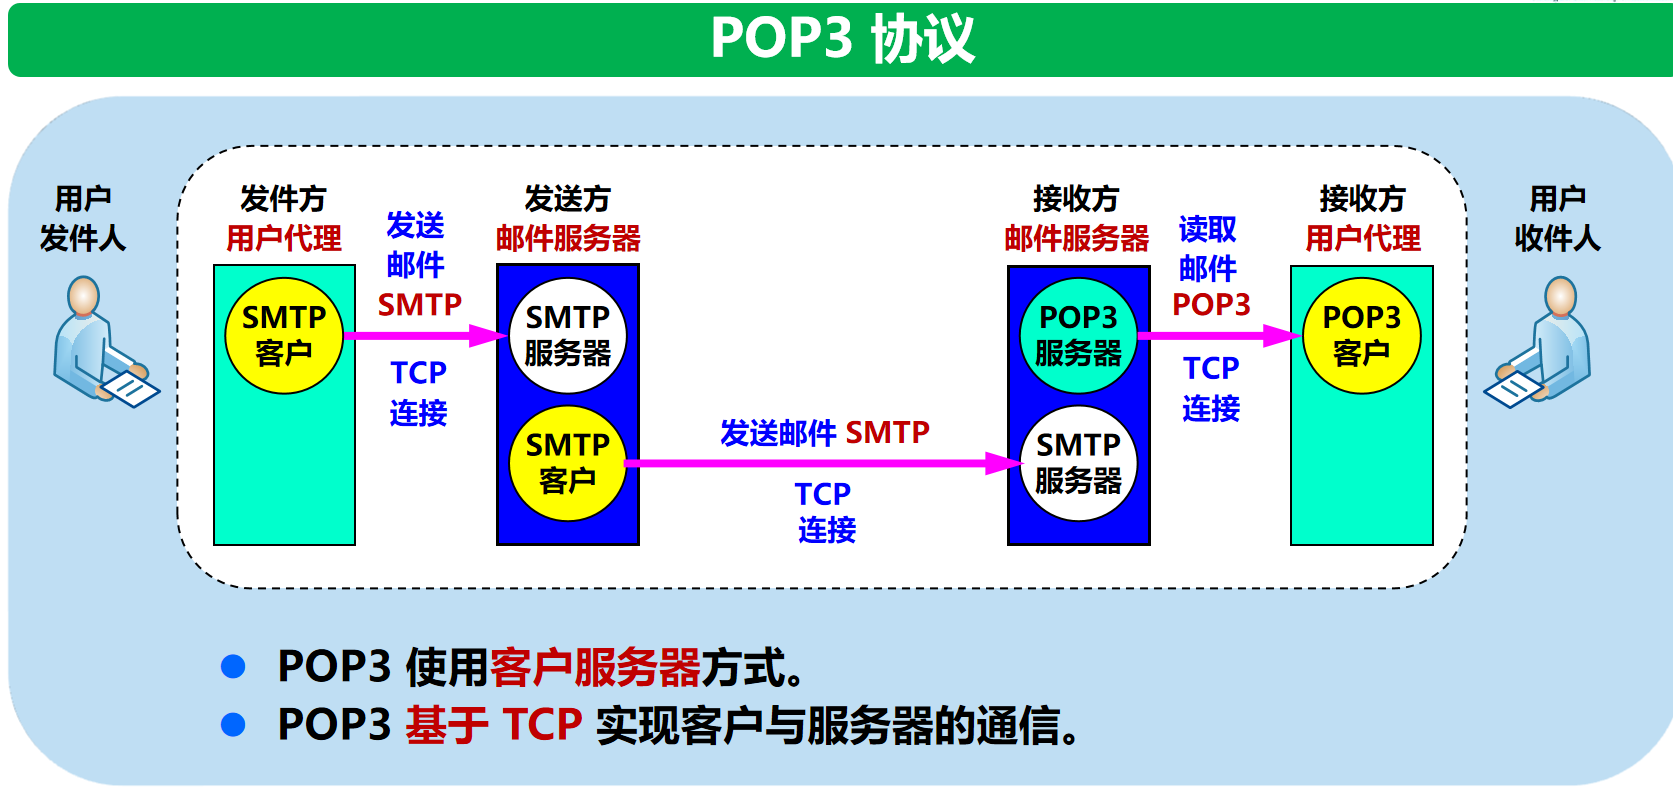 POP3 协议
用户
发件人
发件方
用户代理
发送
邮件
SMTP
TCP
连接
发送方
邮件服务器
接收方
邮件服务器
读取
邮件
POP3
TCP
连接
接收方
用户代理
用户
收件人
SMTP
客户
SMTP
服务器
POP3
服务器
POP3
客户
SMTP
客户
发送邮件 SMTP
TCP
连接
SMTP
服务器
POP3 使用客户服务器方式。
POP3 基于 TCP 实现客户与服务器的通信。